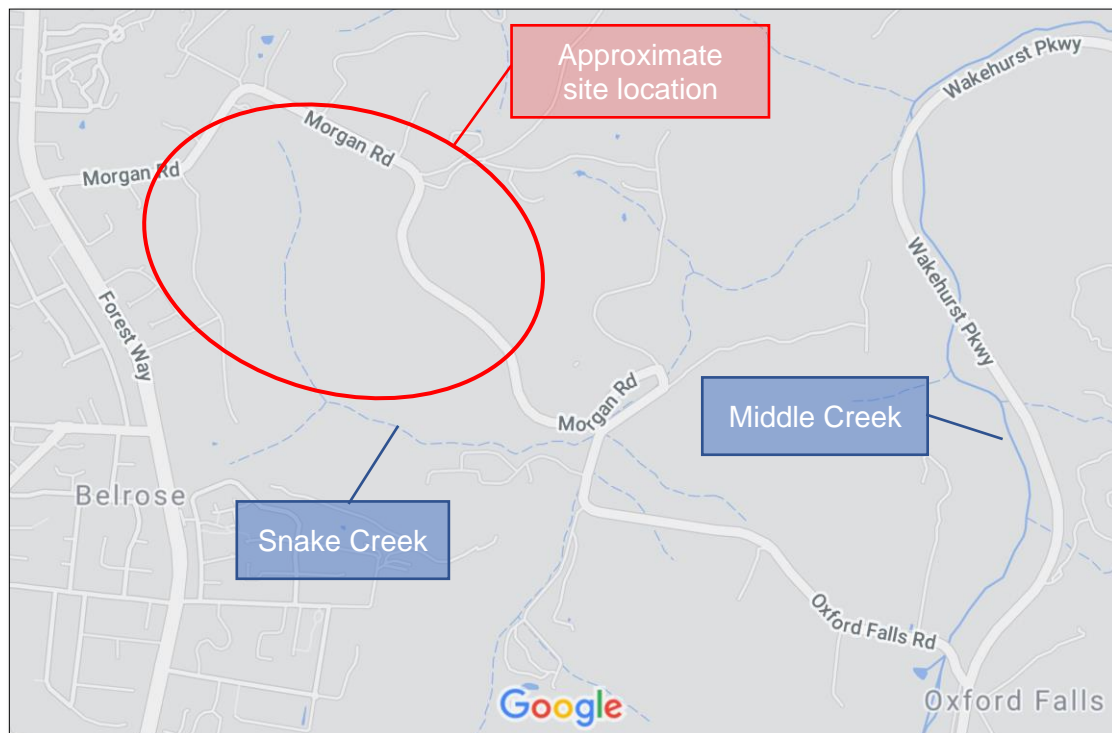 Approximate
site location
Wakehurst Pkwy
Morgan Rd
Morgan Rd
Wakehurst Pkwy
Forest Way
Morgan Rd
Middle Creek
Belrose
Snake Creek
Oxford Falls Rd
Google
Oxford Falls